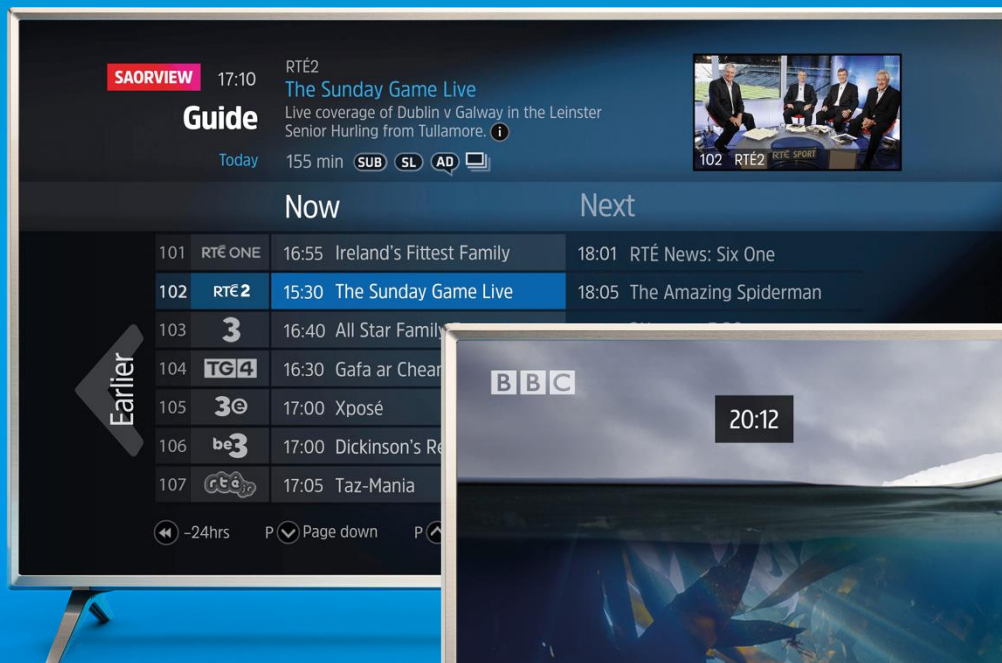 SAORVIEW 17:10
Guide
Today
RTÉ2
The Sunday Game Live
Live coverage of Dublin v Galway in the Leinster
Senior Hurling from Tullamore. i
155 min SUB SL AD
102 RTÉ2 RTÉ SPORT
Now Next
Earlier
101 RTÉ ONE 16:55 Ireland's Fittest Family 18:01 RTÉ News: Six One
102 RTÉ2 15:30 The Sunday Game Live 18:05 The Amazing Spiderman
103 3 16:40 All Star Family
104 TG4 16:30 Gafa ar Chear
105 3e 17:00 Xposé
106 be3 17:00 Dickinson's Re
107 rtéjr 17:05 Taz-Mania
-24hrs P Page down P
BBC
20:12